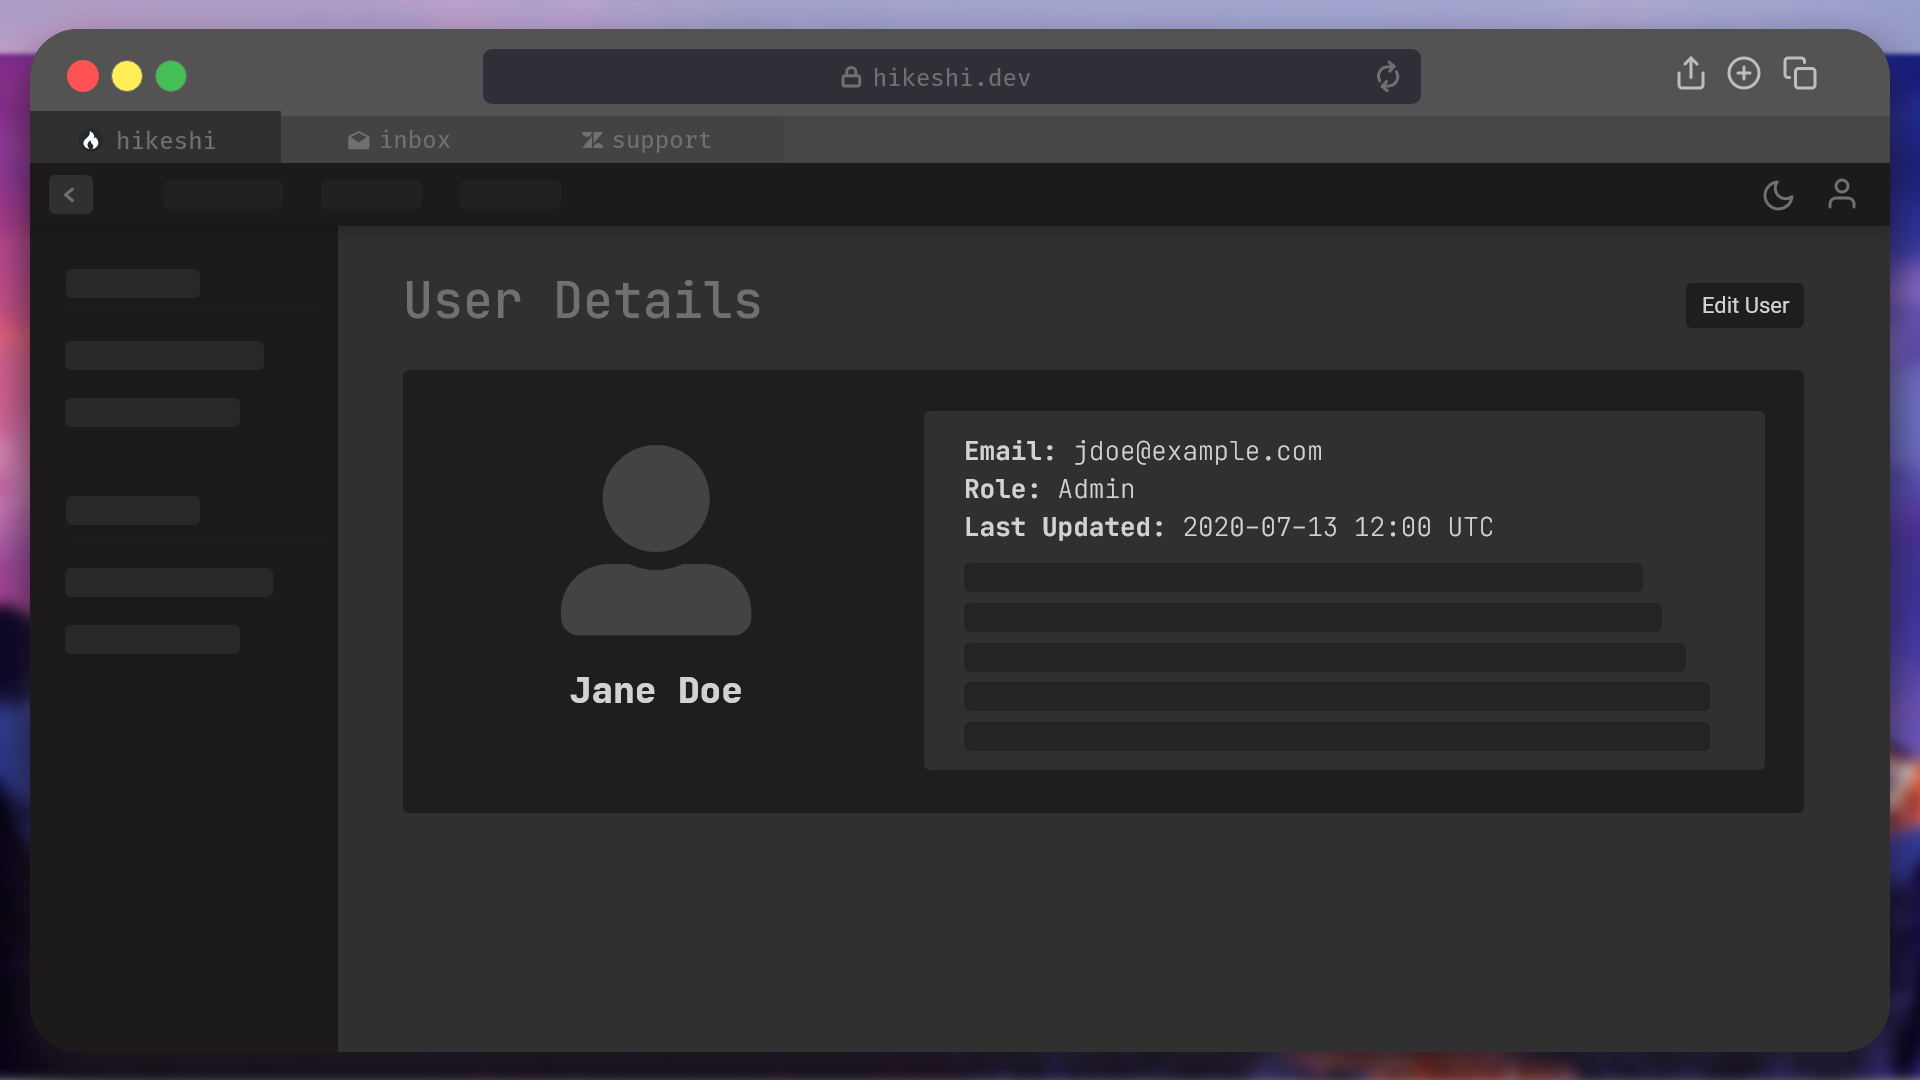 hikeshi.dev
hikeshi
inbox
support
User Details
Edit User
Email: jdoe@example.com
Role: Admin
Last Updated: 2020-07-13 12:00 UTC
Jane Doe